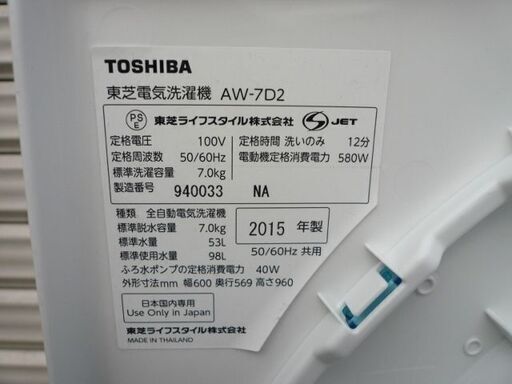 TOSHIBA
東芝電気洗濯機 AW-7D2
PS E 東芝ライフスタイル株式会社 S JET
定格電圧 100V 定格時間 洗いのみ 12分
定格周波数 50/60Hz 電動機定格消費電力 580W
標準洗濯容量 7.0kg
製造番号 940033 NA
種類 全自動電気洗濯機
標準脱水容量 7.0kg 2015 年製
標準水量 53L
標準使用水量 98L 50/60Hz 共用
ふろ水ポンプの定格消費電力 40W
外形寸法mm 幅600 奥行569 高さ960
日本国内専用
Use Only in Japan
東芝ライフスタイル株式会社
MADE IN THAILAND